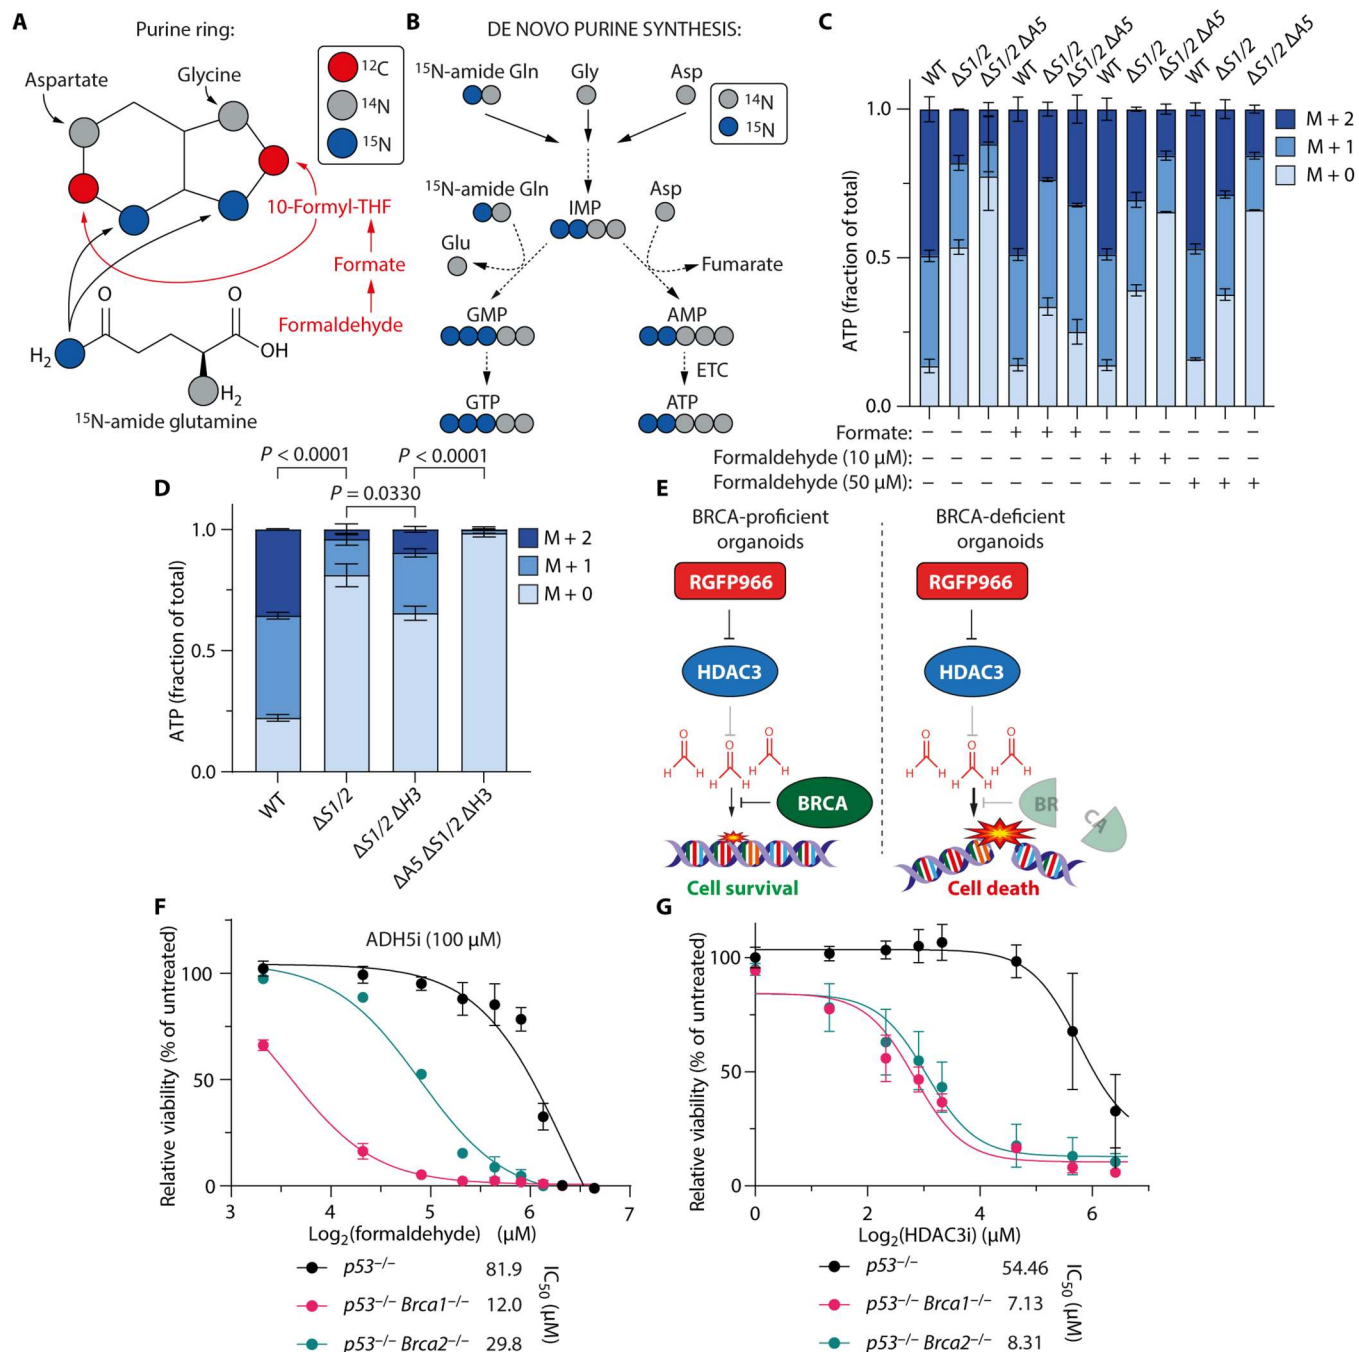 A
Purine ring:
Aspartate
Glycine
¹²C
¹⁴N
¹⁵N
10-Formyl-THF
Formate
Formaldehyde
O
O
OH
H₂
H₂
¹⁵N-amide glutamine
B
DE NOVO PURINE SYNTHESIS:
¹⁵N-amide Gln
Gly
Asp
¹⁴N
¹⁵N
¹⁵N-amide Gln
Asp
IMP
Glu
Fumarate
GMP
AMP
ETC
GTP
ATP
C
WT
ΔS1/2
ΔS1/2 ΔA5
WT
ΔS1/2
ΔS1/2 ΔA5
WT
ΔS1/2
ΔS1/2 ΔA5
WT
ΔS1/2
ΔS1/2 ΔA5
ATP (fraction of total)
1.0
0.5
0.0
M + 2
M + 1
M + 0
Formate: – – – + + + – – – – – –
Formaldehyde (10 μM): – – – – – – + + + – – –
Formaldehyde (50 μM): – – – – – – – – – + + +
D
P < 0.0001
P < 0.0001
P = 0.0330
ATP (fraction of total)
1.0
0.5
0.0
M + 2
M + 1
M + 0
WT
ΔS1/2
ΔS1/2 ΔH3
ΔA5 ΔS1/2 ΔH3
E
BRCA-proficient
organoids
RGFP966
HDAC3
O
H H
O
H H
O
H H
BRCA
Cell survival
BRCA-deficient
organoids
RGFP966
HDAC3
O
H H
O
H H
O
H H
BR
CA
Cell death
F
ADH5i (100 μM)
Relative viability (% of untreated)
100
50
0
3 4 5 6 7
Log₂(formaldehyde) (μM)
p53⁻/⁻ 81.9
p53⁻/⁻ Brca1⁻/⁻ 12.0
p53⁻/⁻ Brca2⁻/⁻ 29.8
IC₅₀ (μM)
G
Relative viability (% of untreated)
100
50
0
0 2 4 6
Log₂(HDAC3i) (μM)
p53⁻/⁻ 54.46
p53⁻/⁻ Brca1⁻/⁻ 7.13
p53⁻/⁻ Brca2⁻/⁻ 8.31
IC₅₀ (μM)